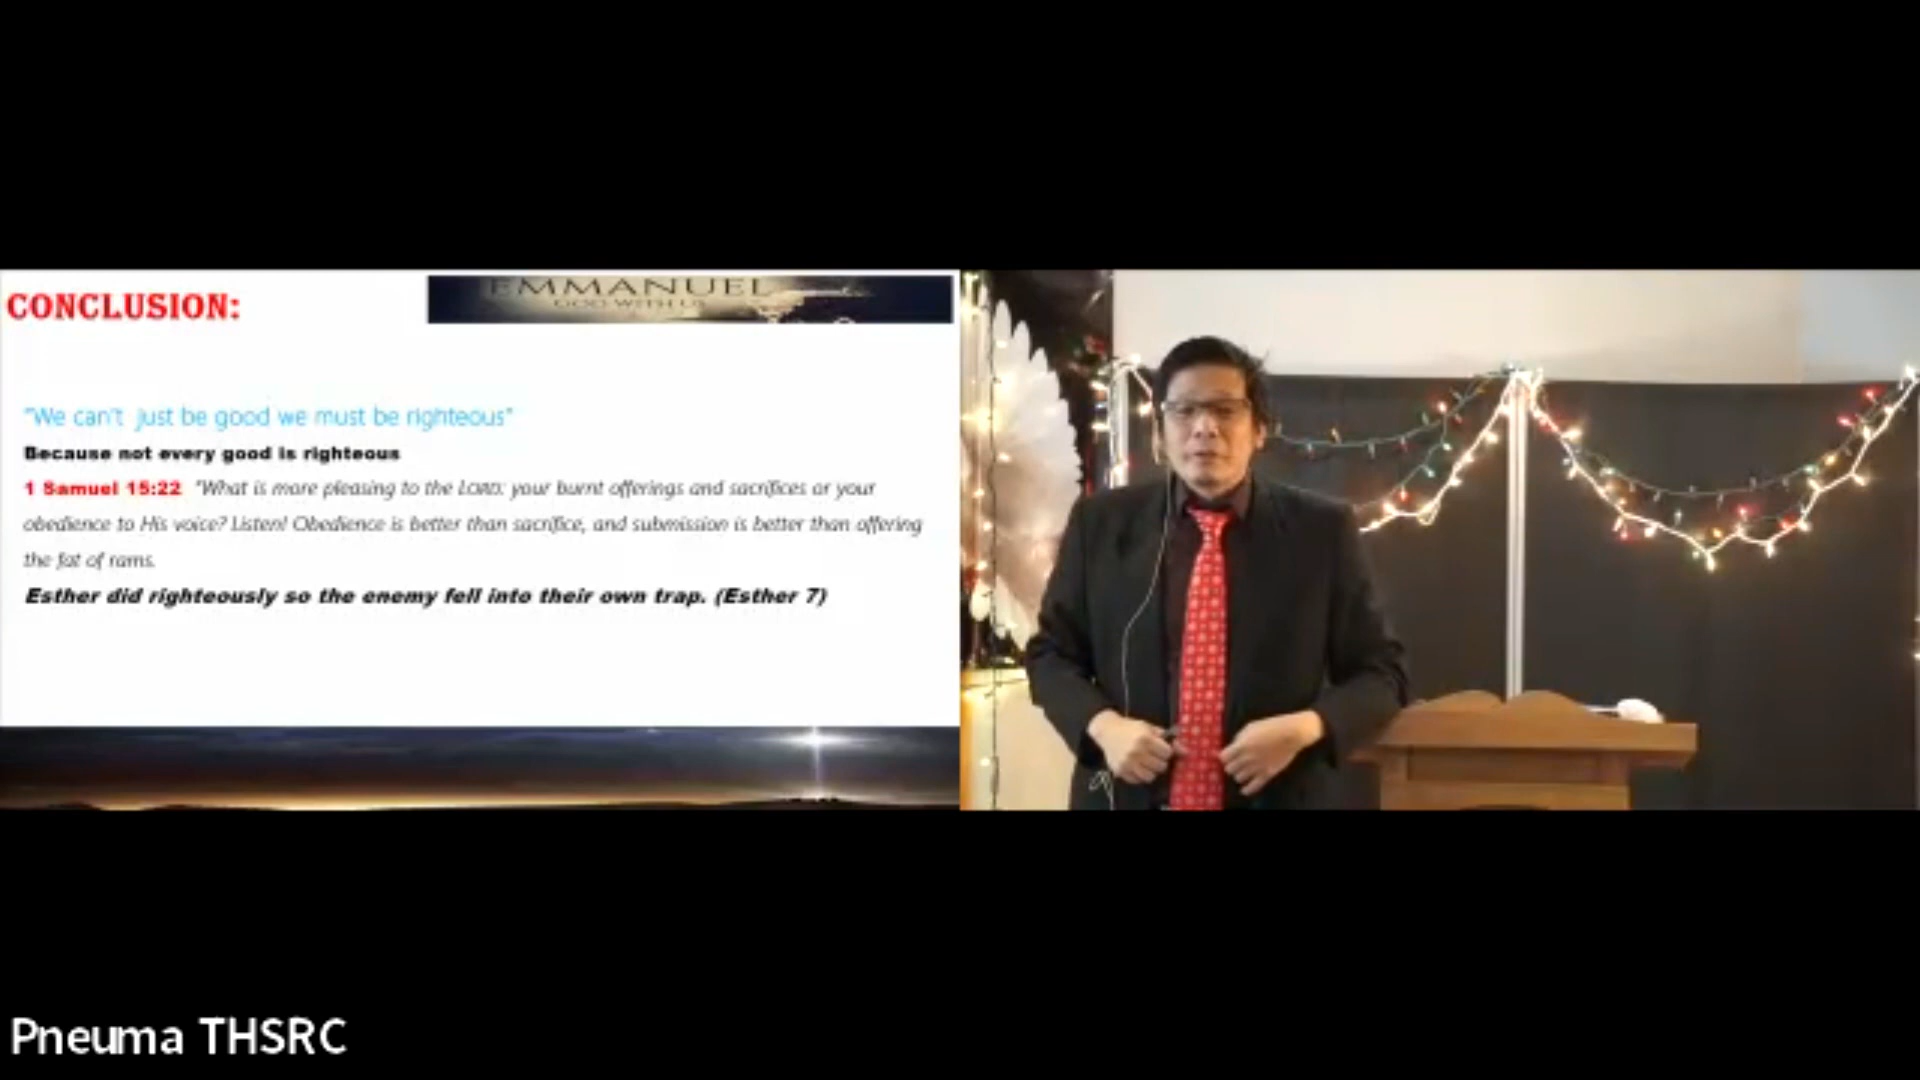 CONCLUSION:
EMMANUEL
GOD WITH US
"We can't just be good we must be righteous"
Because not every good is righteous
1 Samuel 15:22 "What is more pleasing to the LORD: your burnt offerings and sacrifices or your
obedience to His voice? Listen! Obedience is better than sacrifice, and submission is better than offering
the fat of rams.
Esther did righteously so the enemy fell into their own trap. (Esther 7)
Pneuma THSRC